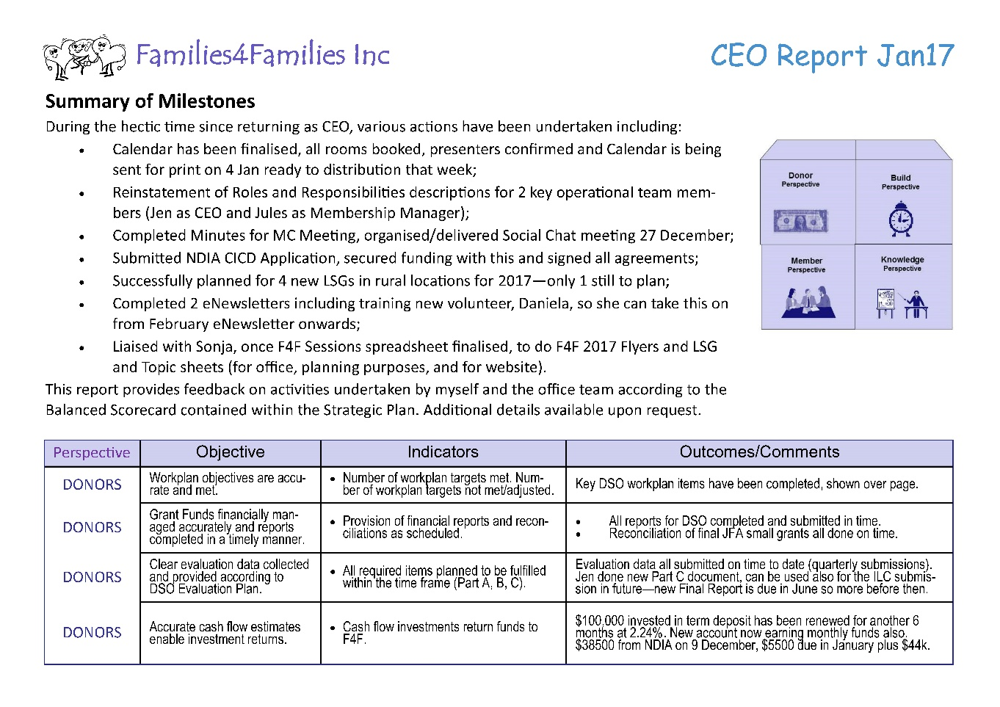 Families4Families Inc
CEO Report Jan17
Summary of Milestones
During the hectic time since returning as CEO, various actions have been undertaken including:
• Calendar has been finalised, all rooms booked, presenters confirmed and Calendar is being
sent for print on 4 Jan ready to distribution that week;
• Reinstatement of Roles and Responsibilities descriptions for 2 key operational team mem-
bers (Jen as CEO and Jules as Membership Manager);
• Completed Minutes for MC Meeting, organised/delivered Social Chat meeting 27 December;
• Submitted NDIA CICD Application, secured funding with this and signed all agreements;
• Successfully planned for 4 new LSGs in rural locations for 2017—only 1 still to plan;
• Completed 2 eNewsletters including training new volunteer, Daniela, so she can take this on
from February eNewsletter onwards;
• Liaised with Sonja, once F4F Sessions spreadsheet finalised, to do F4F 2017 Flyers and LSG
and Topic sheets (for office, planning purposes, and for website).
This report provides feedback on activities undertaken by myself and the office team according to the
Balanced Scorecard contained within the Strategic Plan. Additional details available upon request.
Donor
Perspective
Build
Perspective
Member
Perspective
Knowledge
Perspective
Perspective
Objective
Indicators
Outcomes/Comments
DONORS
Workplan objectives are accu-
rate and met.
• Number of workplan targets met. Num-
ber of workplan targets not met/adjusted.
Key DSO workplan items have been completed, shown over page.
DONORS
Grant Funds financially man-
aged accurately and reports
completed in a timely manner.
• Provision of financial reports and recon-
ciliations as scheduled.
• All reports for DSO completed and submitted in time.
• Reconciliation of final JFA small grants all done on time.
DONORS
Clear evaluation data collected
and provided according to
DSO Evaluation Plan.
• All required items planned to be fulfilled
within the time frame (Part A, B, C).
Evaluation data all submitted on time to date (quarterly submissions).
Jen done new Part C document, can be used also for the ILC submis-
sion in future—new Final Report is due in June so more before then.
DONORS
Accurate cash flow estimates
enable investment returns.
• Cash flow investments return funds to
F4F.
$100,000 invested in term deposit has been renewed for another 6
months at 2.24%. New account now earning monthly funds also.
$38500 from NDIA on 9 December, $5500 due in January plus $44k.